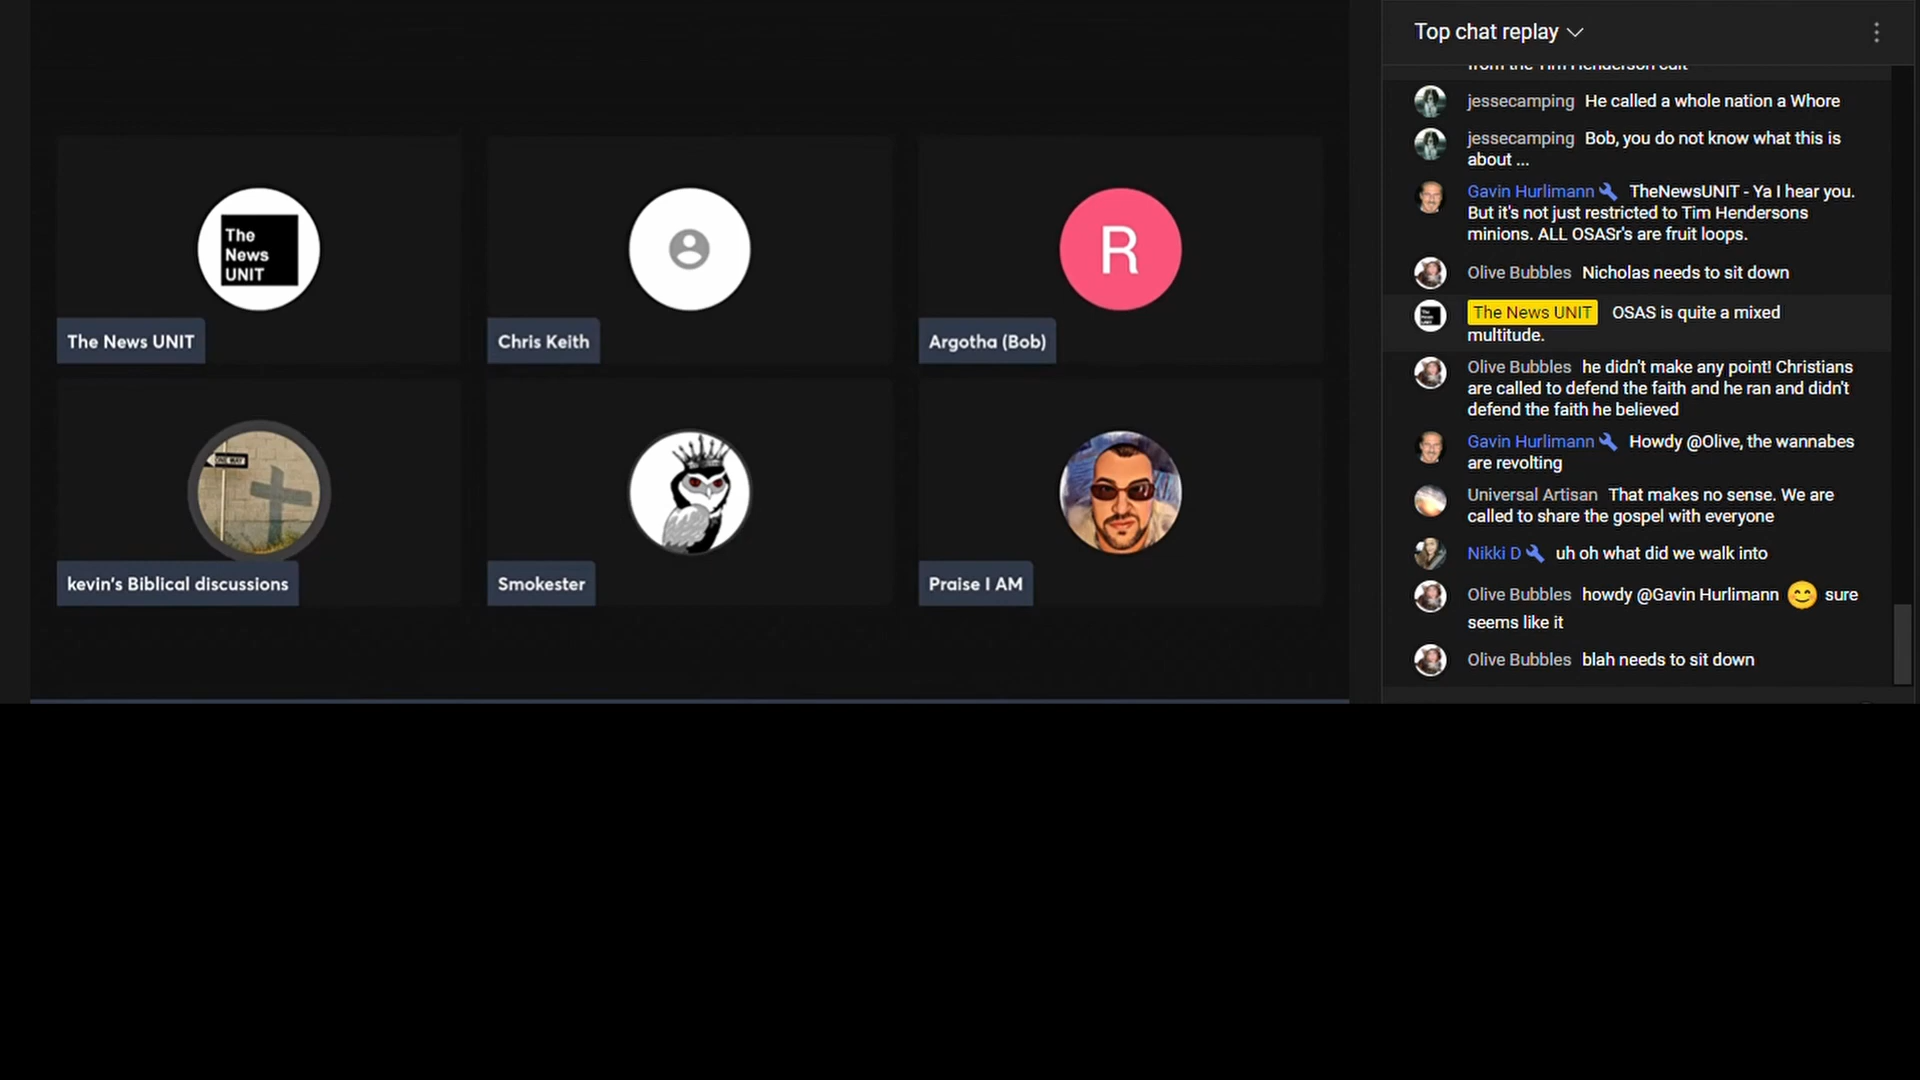 The
News
UNIT
The News UNIT
Chris Keith
R
Argotha (Bob)
ONE WAY
kevin's Biblical discussions
Smokester
Praise I AM
Top chat replay
from the Tim Henderson cult
jessecamping He called a whole nation a Whore
jessecamping Bob, you do not know what this is
about ...
Gavin Hurlimann TheNewsUNIT - Ya I hear you.
But it's not just restricted to Tim Hendersons
minions. ALL OSASr's are fruit loops.
Olive Bubbles Nicholas needs to sit down
The News UNIT OSAS is quite a mixed
multitude.
Olive Bubbles he didn't make any point! Christians
are called to defend the faith and he ran and didn't
defend the faith he believed
Gavin Hurlimann Howdy @Olive, the wannabes
are revolting
Universal Artisan That makes no sense. We are
called to share the gospel with everyone
Nikki D uh oh what did we walk into
Olive Bubbles howdy @Gavin Hurlimann 😊 sure
seems like it
Olive Bubbles blah needs to sit down